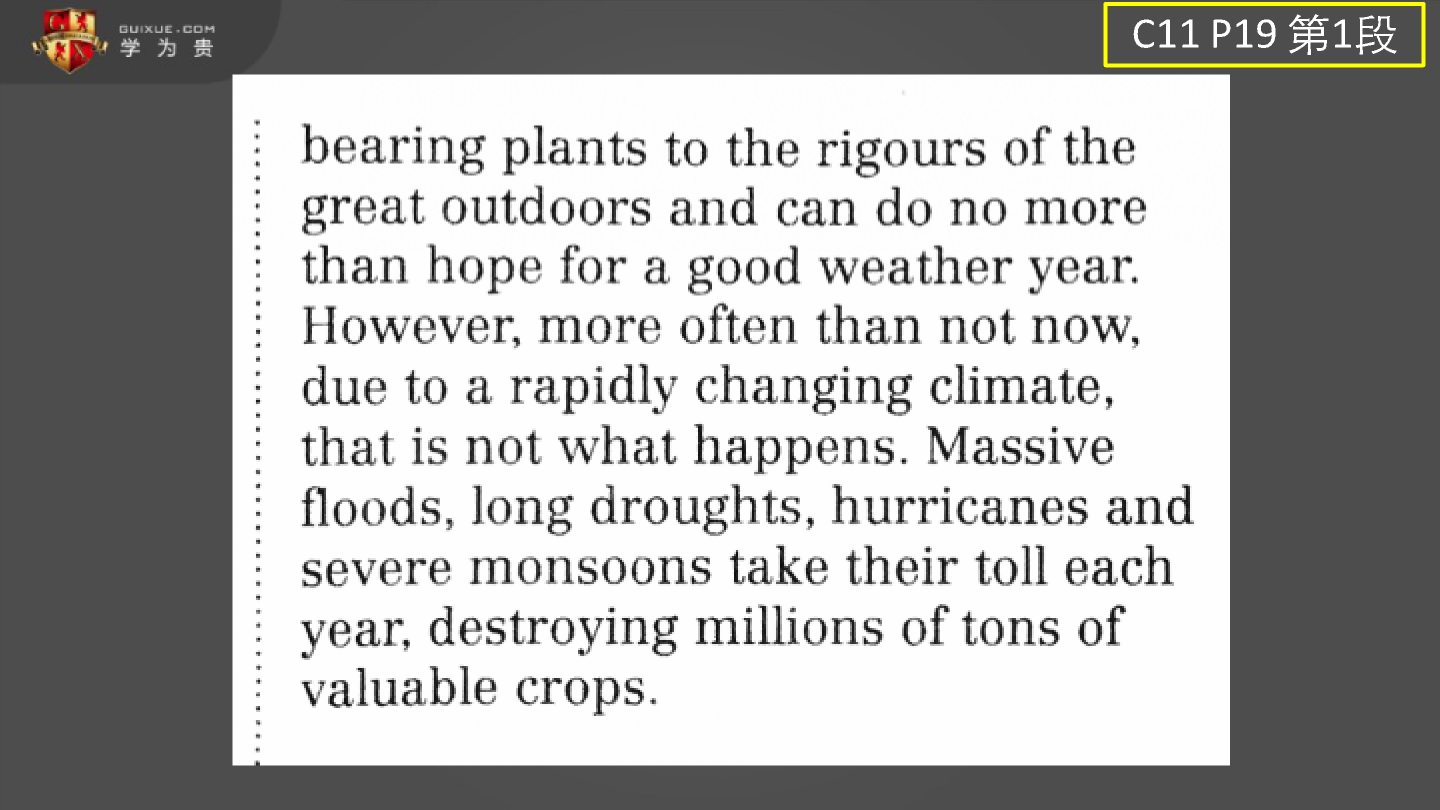 GUIXUE.COM
学为贵
C11 P19 第1段
bearing plants to the rigours of the
great outdoors and can do no more
than hope for a good weather year.
However, more often than not now,
due to a rapidly changing climate,
that is not what happens. Massive
floods, long droughts, hurricanes and
severe monsoons take their toll each
year, destroying millions of tons of
valuable crops.